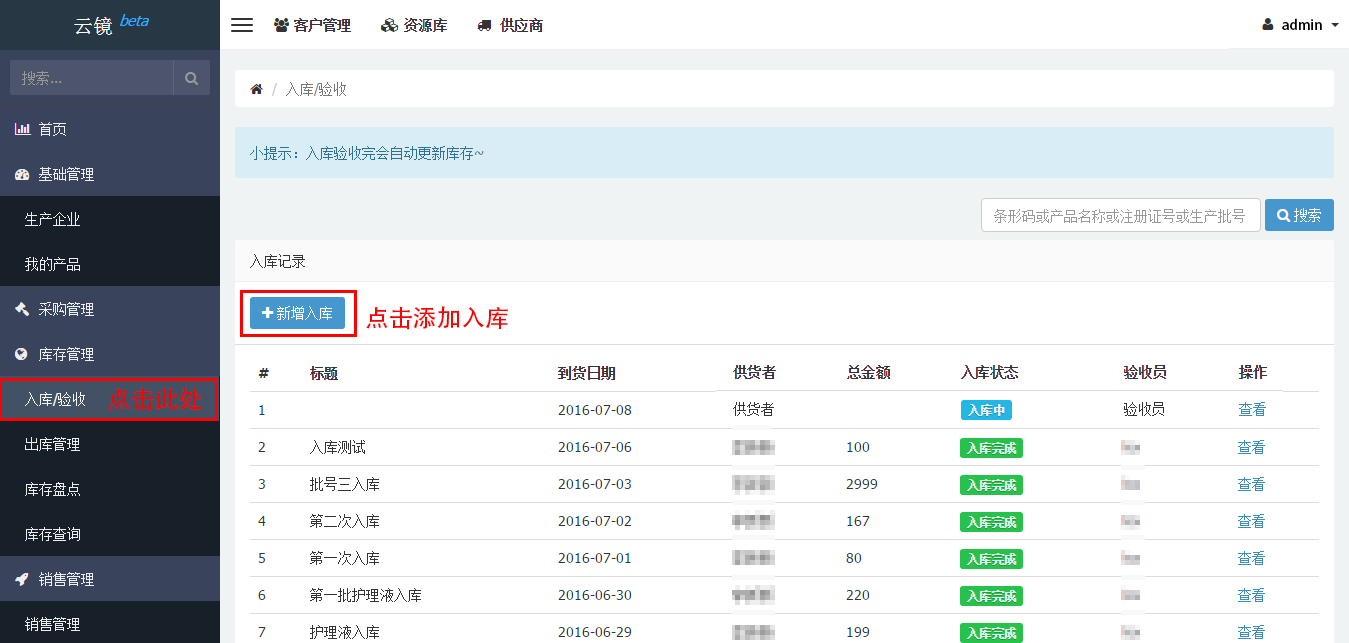 云镜 beta
客户管理 资源库 供应商 admin
搜索...
首页
基础管理
生产企业
我的产品
采购管理
库存管理
入库/验收 点击此处
出库管理
库存盘点
库存查询
销售管理
销售管理
/ 入库/验收
小提示：入库验收完会自动更新库存~
条形码或产品名称或注册证号或生产批号 搜索
入库记录
新增入库 点击添加入库
# 标题 到货日期 供货者 总金额 入库状态 验收员 操作
1 2016-07-08 供货者 入库中 验收员 查看
2 入库测试 2016-07-06 100 入库完成 查看
3 批号三入库 2016-07-03 2999 入库完成 查看
4 第二次入库 2016-07-02 167 入库完成 查看
5 第一次入库 2016-07-01 80 入库完成 查看
6 第一批护理液入库 2016-06-30 220 入库完成 查看
7 护理液入库 2016-06-29 199 入库完成 查看